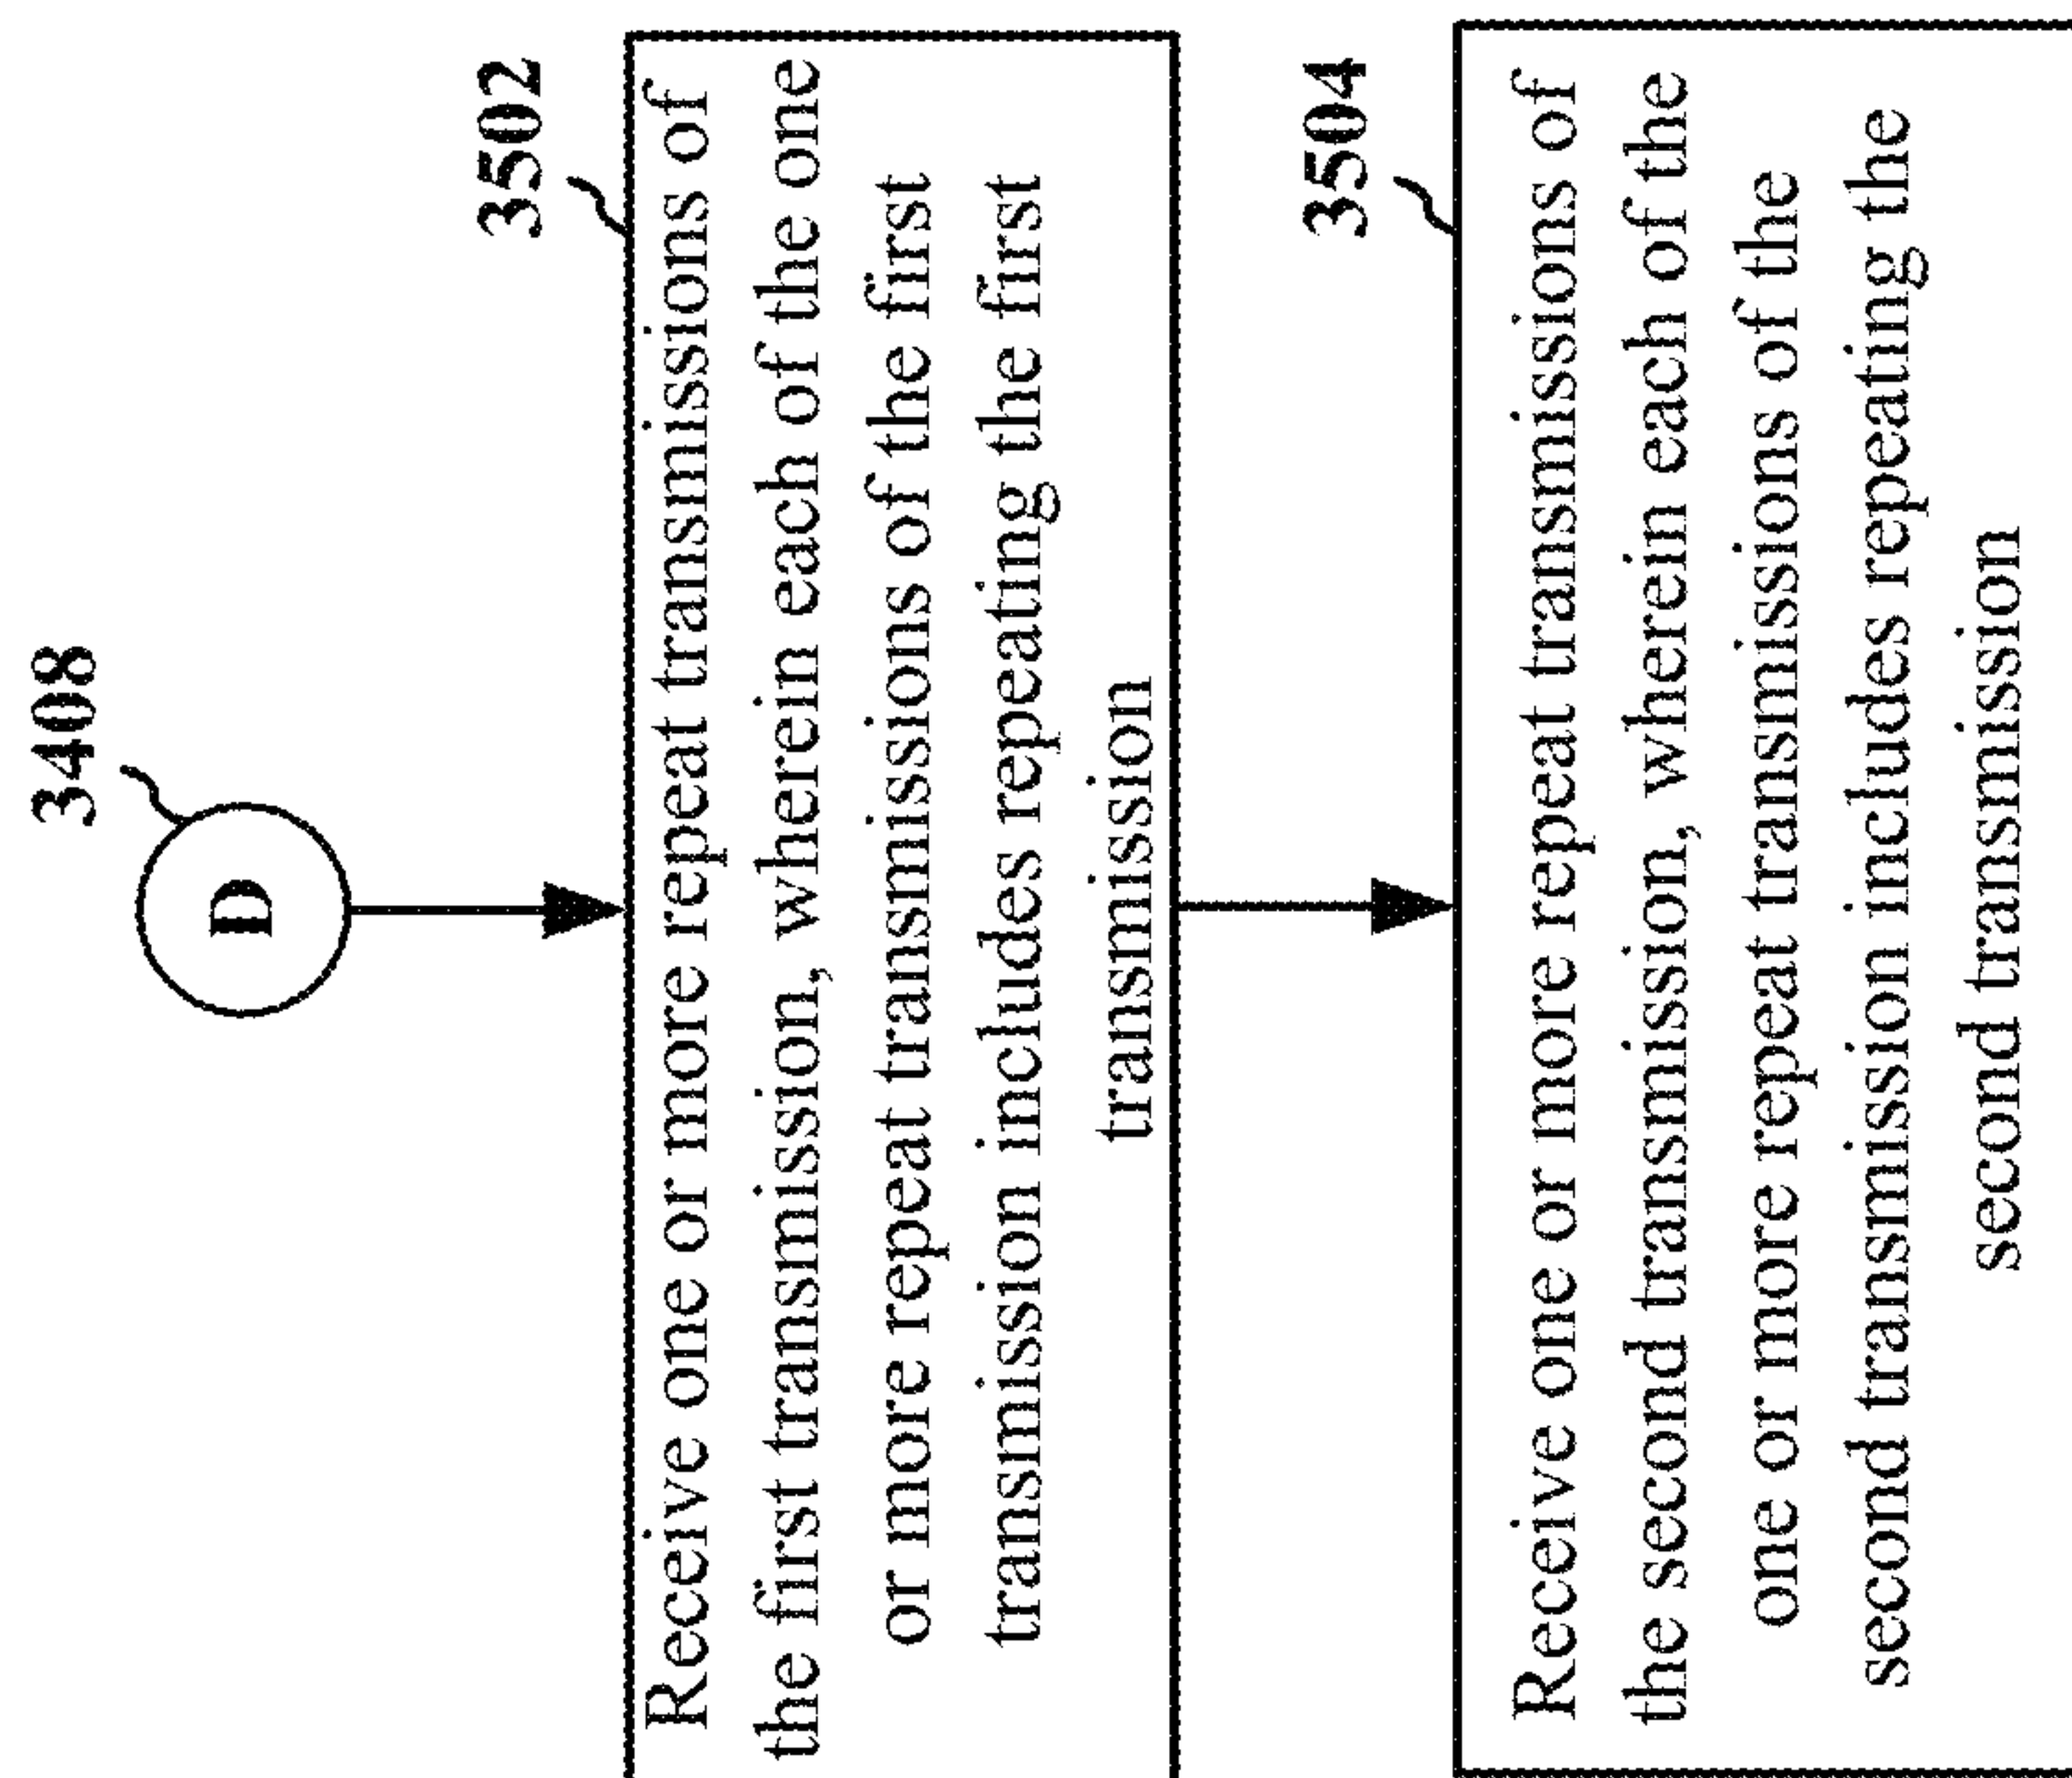 3408
D
3502
Receive one or more repeat transmissions of
the first transmission, wherein each of the one
or more repeat transmissions of the first
transmission includes repeating the first
transmission
3504
Receive one or more repeat transmissions of
the second transmission, wherein each of the
one or more repeat transmissions of the
second transmission includes repeating the
second transmission